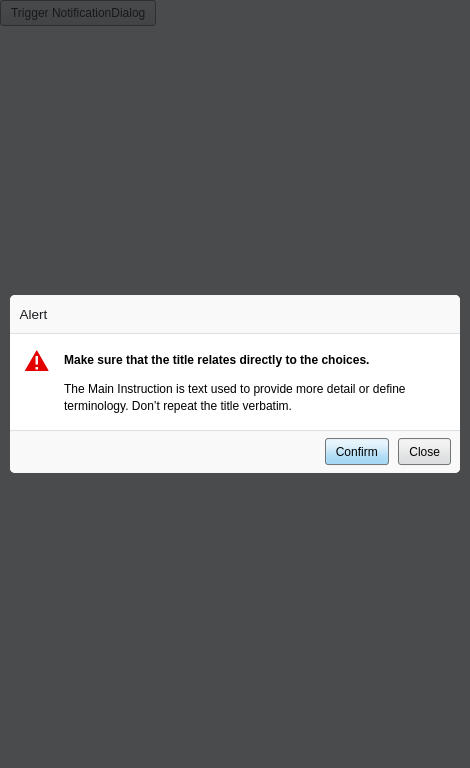 Trigger NotificationDialog
Alert
Make sure that the title relates directly to the choices.
The Main Instruction is text used to provide more detail or define
terminology. Don’t repeat the title verbatim.
Confirm
Close